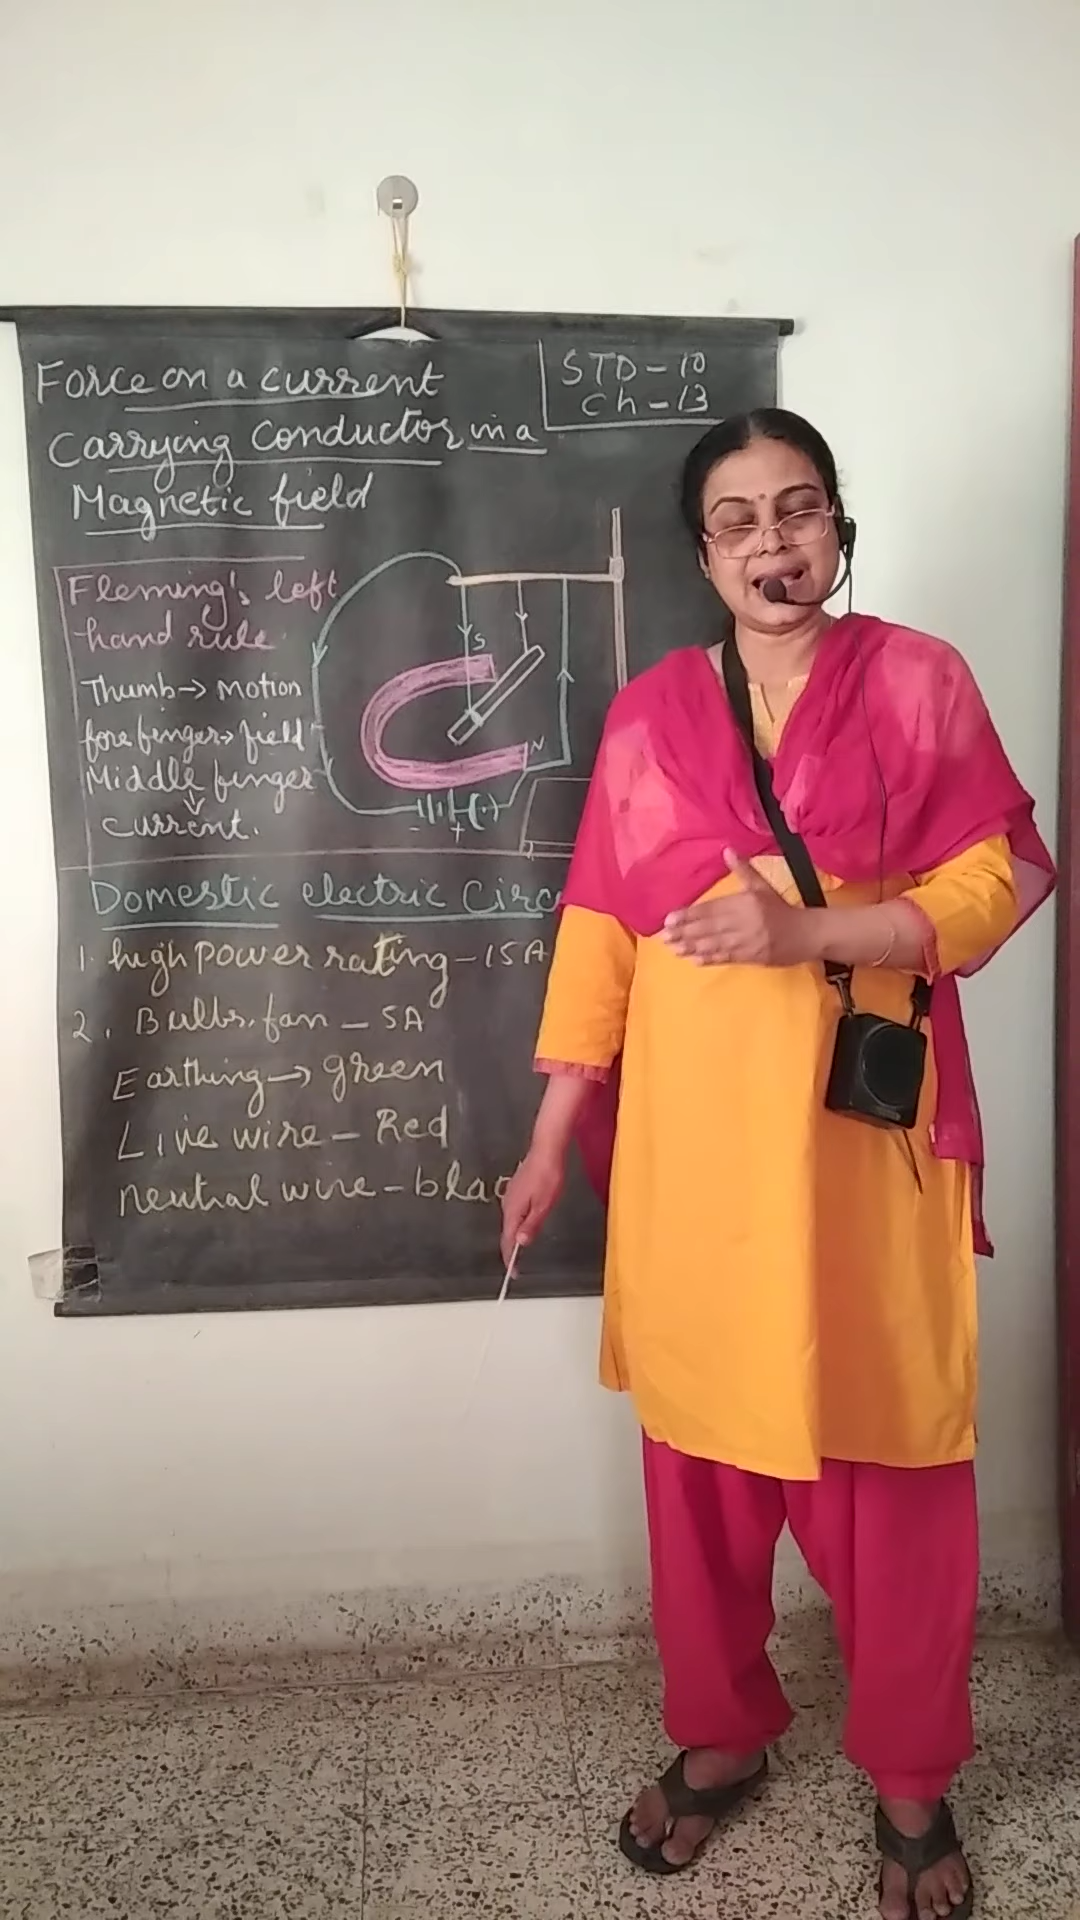 Force on a current
Carrying Conductor in a
Magnetic field
STD - 10
Ch - 13
Fleming's left
hand rule
Thumb → Motion
fore finger → field
Middle finger
↓
current.
S
N
- +
Domestic electric Circ
1. high power rating - 15A
2. Bulbs, fan - 5A
Earthing → green
Live wire - Red
neutral wire - blac